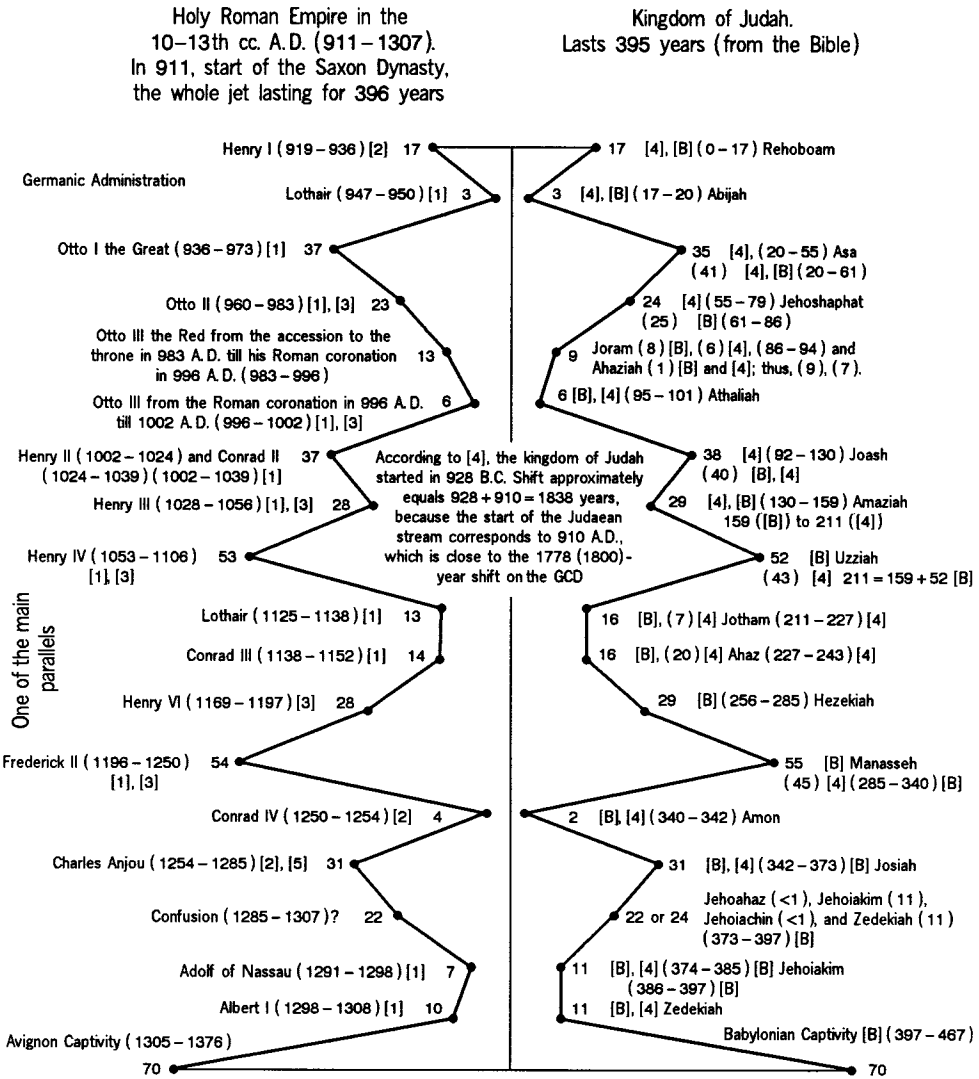 Holy Roman Empire in the
10–13th cc. A.D. (911–1307).
In 911, start of the Saxon Dynasty,
the whole jet lasting for 396 years
Kingdom of Judah.
Lasts 395 years (from the Bible)
Henry I (919–936) [2] 17
17 [4], [B] (0–17) Rehoboam
Germanic Administration
Lothair (947–950) [1] 3
3 [4], [B] (17–20) Abijah
Otto I the Great (936–973) [1] 37
35 [4], (20–55) Asa
(41) [4], [B] (20–61)
Otto II (960–983) [1], [3] 23
24 [4] (55–79) Jehoshaphat
(25) [B] (61–86)
Otto III the Red from the accession to the
throne in 983 A.D. till his Roman coronation
in 996 A.D. (983–996)
13
9 Joram (8) [B], (6) [4], (86–94) and
Ahaziah (1) [B] and [4]; thus, (9), (7).
Otto III from the Roman coronation in 996 A.D.
till 1002 A.D. (996–1002) [1], [3]
6
6 [B], [4] (95–101) Athaliah
Henry II (1002–1024) and Conrad II
(1024–1039) (1002–1039) [1]
37
38 [4] (92–130) Joash
(40) [B], [4]
According to [4], the kingdom of Judah
started in 928 B.C. Shift approximately
equals 928+910=1838 years,
because the start of the Judaean
stream corresponds to 910 A.D.,
which is close to the 1778 (1800)-
year shift on the GCD
Henry III (1028–1056) [1], [3] 28
29 [4], [B] (130–159) Amaziah
159 ([B]) to 211 ([4])
Henry IV (1053–1106)
[1], [3]
53
52 [B] Uzziah
(43) [4] 211=159+52 [B]
One of the main
parallels
Lothair (1125–1138) [1] 13
16 [B], (7) [4] Jotham (211–227) [4]
Conrad III (1138–1152) [1] 14
16 [B], (20) [4] Ahaz (227–243) [4]
Henry VI (1169–1197) [3] 28
29 [B] (256–285) Hezekiah
Frederick II (1196–1250)
[1], [3]
54
55 [B] Manasseh
(45) [4] (285–340) [B]
Conrad IV (1250–1254) [2] 4
2 [B], [4] (340–342) Amon
Charles Anjou (1254–1285) [2], [5] 31
31 [B], [4] (342–373) [B] Josiah
Confusion (1285–1307)? 22
22 or 24
Jehoahaz (<1), Jehoiakim (11),
Jehoiachin (<1), and Zedekiah (11)
(373–397) [B]
Adolf of Nassau (1291–1298) [1] 7
11 [B], [4] (374–385) [B] Jehoiakim
(386–397) [B]
Albert I (1298–1308) [1] 10
11 [B], [4] Zedekiah
Avignon Captivity (1305–1376)
70
Babylonian Captivity [B] (397–467)
70